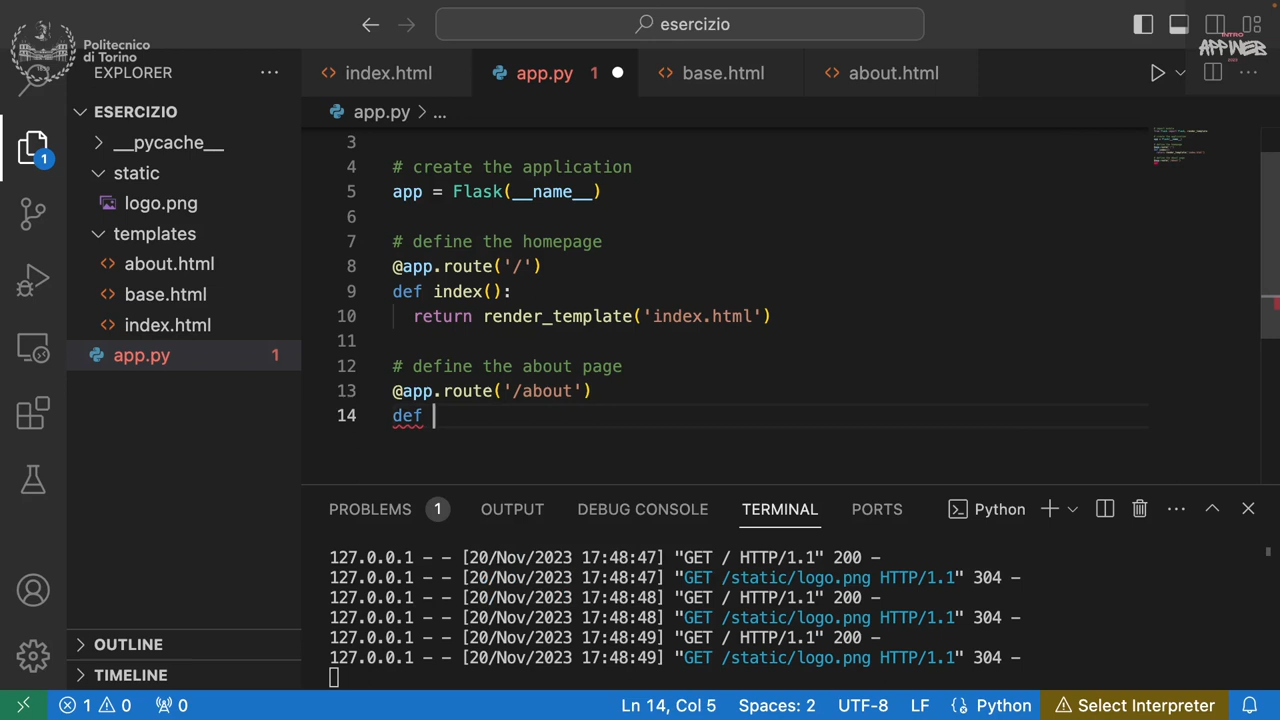 esercizio
Politecnico
di Torino
INTRO
APPIWEB
2023
EXPLORER
index.html
app.py 1
base.html
about.html
ESERCIZIO
app.py > ...
__pycache__
static
logo.png
templates
about.html
base.html
index.html
app.py 1
3
4 # create the application
5 app = Flask(__name__)
6
7 # define the homepage
8 @app.route('/')
9 def index():
10 return render_template('index.html')
11
12 # define the about page
13 @app.route('/about')
14 def
1
PROBLEMS 1 OUTPUT DEBUG CONSOLE TERMINAL PORTS Python
127.0.0.1 - - [20/Nov/2023 17:48:47] "GET / HTTP/1.1" 200 -
127.0.0.1 - - [20/Nov/2023 17:48:47] "GET /static/logo.png HTTP/1.1" 304 -
127.0.0.1 - - [20/Nov/2023 17:48:48] "GET / HTTP/1.1" 200 -
127.0.0.1 - - [20/Nov/2023 17:48:48] "GET /static/logo.png HTTP/1.1" 304 -
127.0.0.1 - - [20/Nov/2023 17:48:49] "GET / HTTP/1.1" 200 -
127.0.0.1 - - [20/Nov/2023 17:48:49] "GET /static/logo.png HTTP/1.1" 304 -
OUTLINE
TIMELINE
1 0 0 Ln 14, Col 5 Spaces: 2 UTF-8 LF Python Select Interpreter